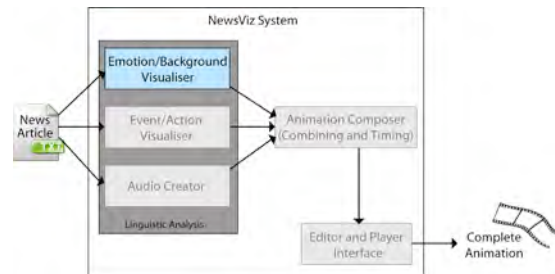 NewsViz System
Emotion/Background
Visualiser
News
Article
TXT
Event/Action
Visualiser
Animation Composer
(Combining and Timing)
Audio Creator
Linguistic Analysis
Editor and Player
Interface
Complete
Animation